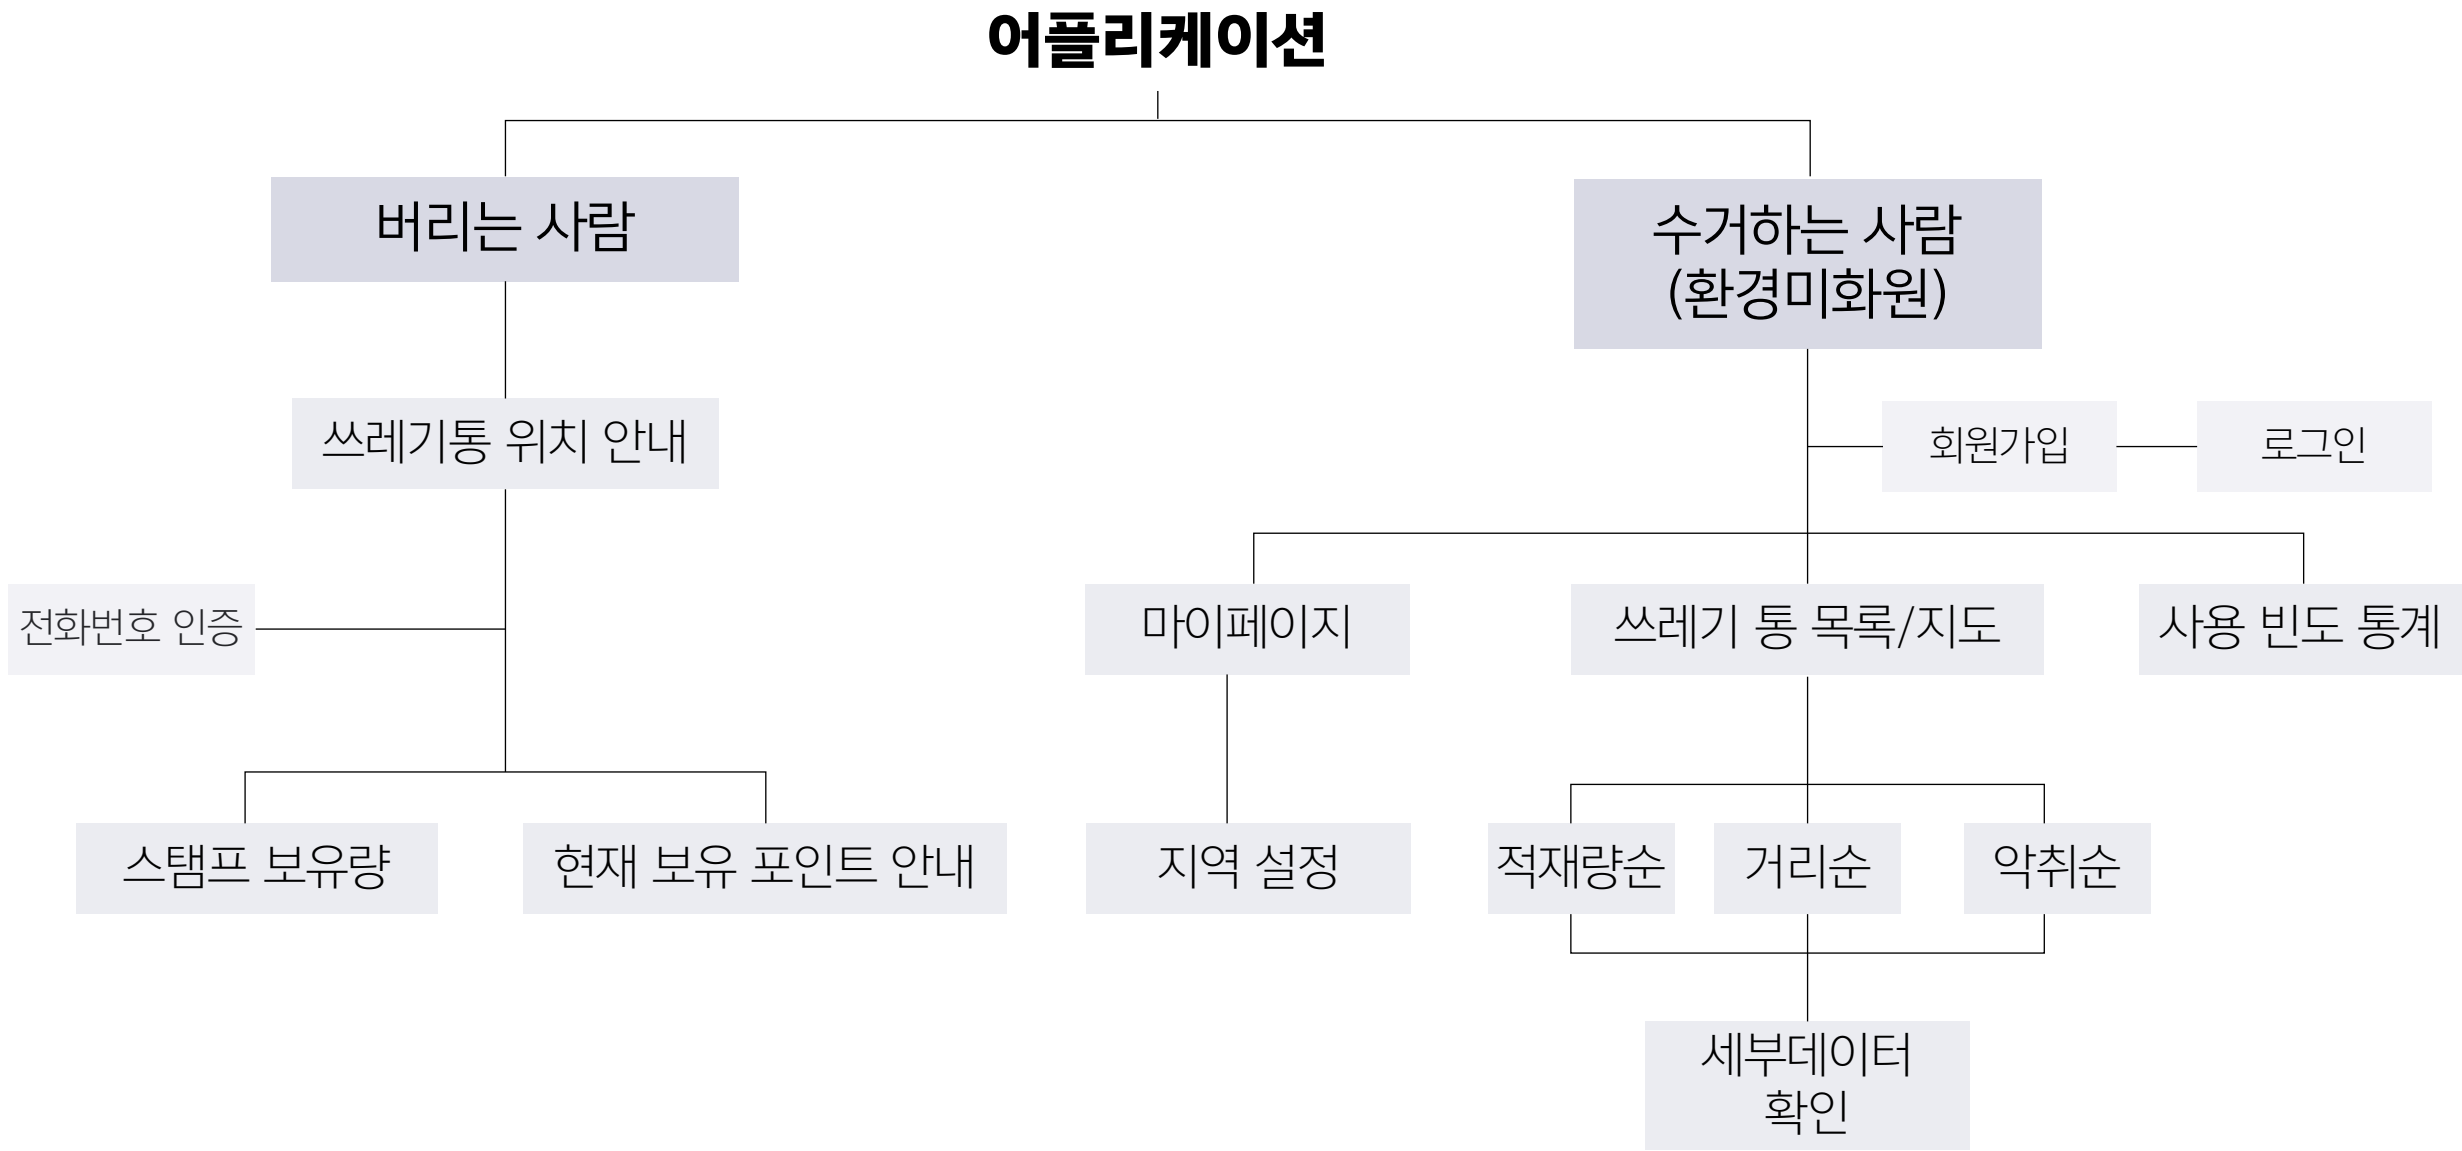 어플리케이션
버리는 사람
수거하는 사람
(환경미화원)
쓰레기통 위치 안내
회원가입
로그인
전화번호 인증
마이페이지
쓰레기 통 목록/지도
사용 빈도 통계
스탬프 보유량
현재 보유 포인트 안내
지역 설정
적재량순
거리순
악취순
세부데이터
확인